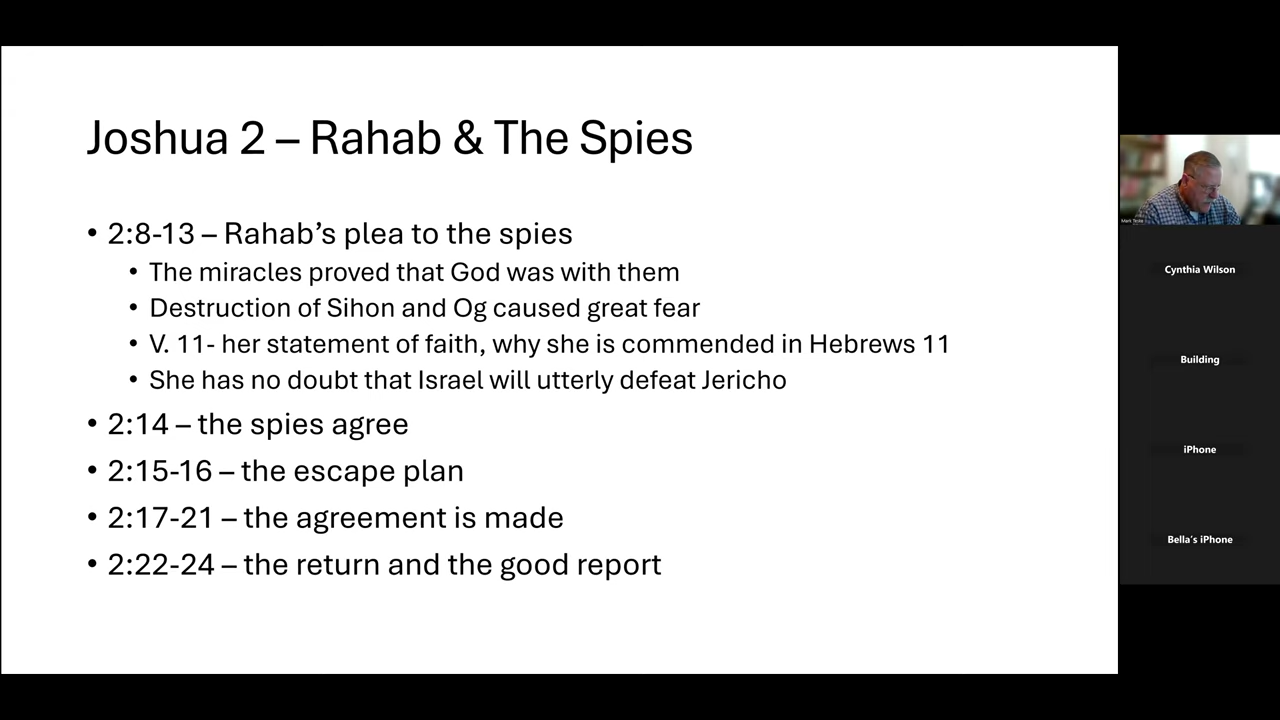 Joshua 2 – Rahab & The Spies
• 2:8-13 – Rahab’s plea to the spies
• The miracles proved that God was with them
• Destruction of Sihon and Og caused great fear
• V. 11- her statement of faith, why she is commended in Hebrews 11
• She has no doubt that Israel will utterly defeat Jericho
• 2:14 – the spies agree
• 2:15-16 – the escape plan
• 2:17-21 – the agreement is made
• 2:22-24 – the return and the good report
Mark
Cynthia Wilson
Building
iPhone
Bella’s iPhone